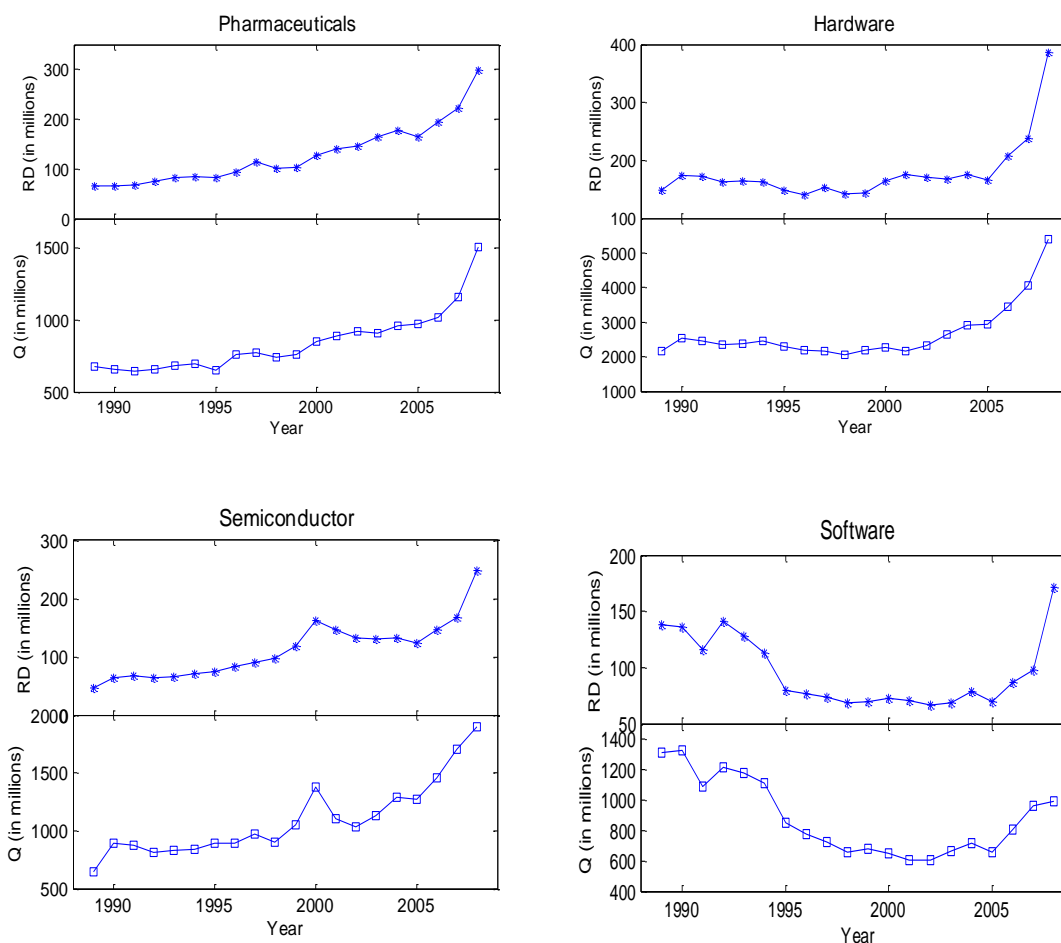 Pharmaceuticals
300
200
100
0
RD (in millions)
1500
1000
500
Q (in millions)
1990 1995 2000 2005
Year
Hardware
400
300
200
100
RD (in millions)
5000
4000
3000
2000
1000
Q (in millions)
1990 1995 2000 2005
Year
Semiconductor
300
200
100
0
RD (in millions)
2000
1500
1000
500
Q (in millions)
1990 1995 2000 2005
Year
Software
200
150
100
50
RD (in millions)
1400
1200
1000
800
600
400
Q (in millions)
1990 1995 2000 2005
Year